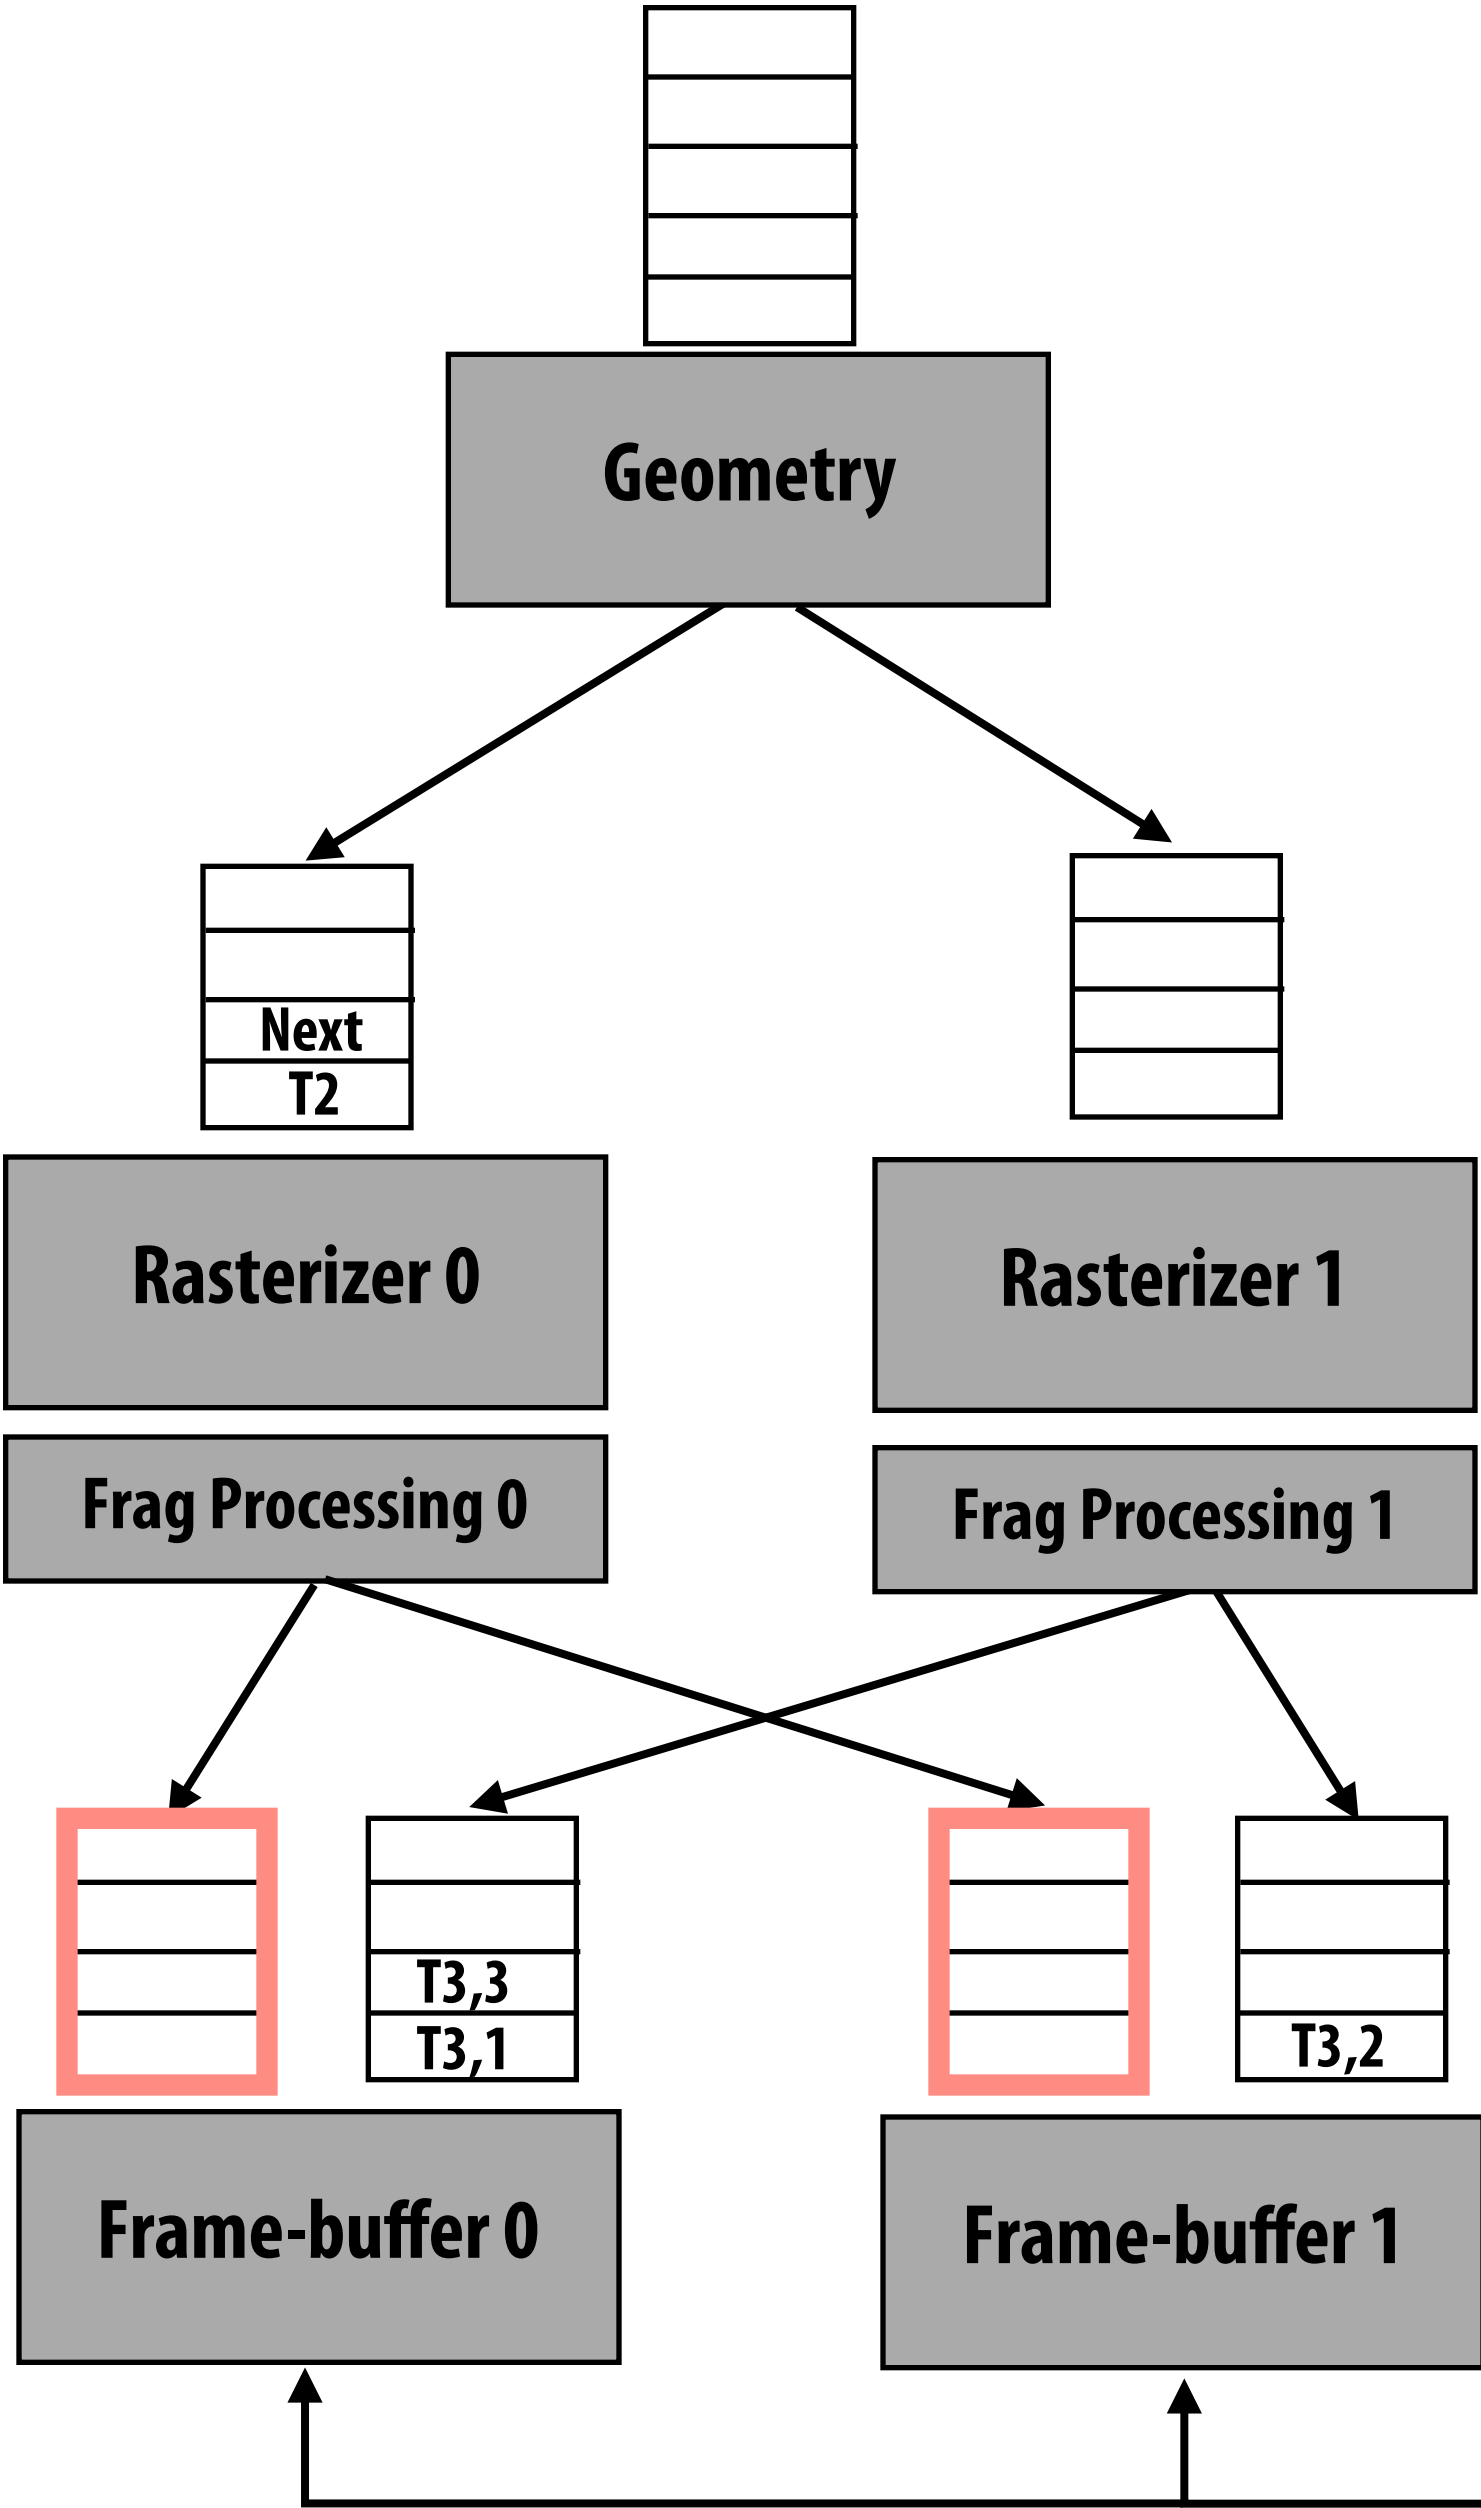 Geometry
Next
T2
Rasterizer 0
Rasterizer 1
Frag Processing 0
Frag Processing 1
T3,3
T3,1
T3,2
Frame-buffer 0
Frame-buffer 1